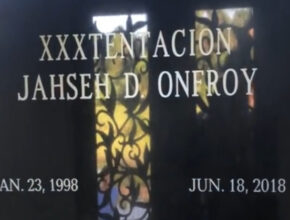 XXXTENTACION
JAHSEH D. ONFROY
AN. 23, 1998 JUN. 18, 2018